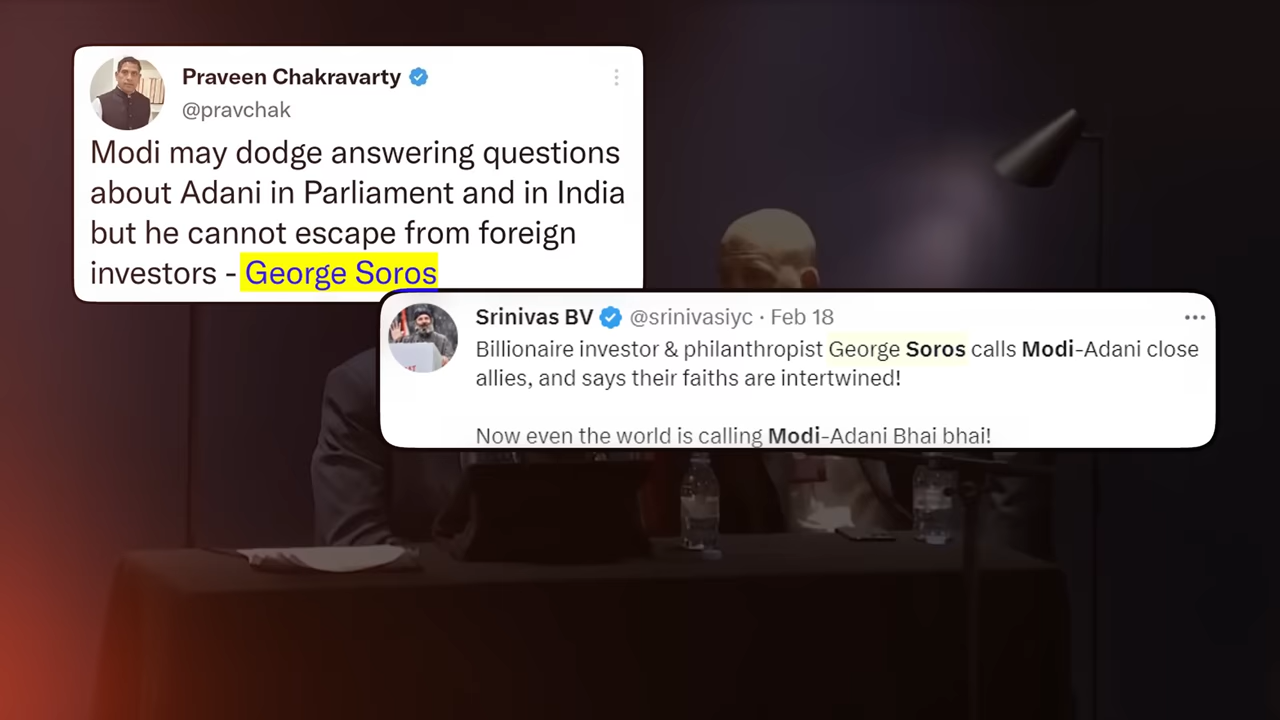 Praveen Chakravarty
@pravchak
Modi may dodge answering questions
about Adani in Parliament and in India
but he cannot escape from foreign
investors - George Soros
Srinivas BV @srinivasiyc · Feb 18
Billionaire investor & philanthropist George Soros calls Modi-Adani close
allies, and says their faiths are intertwined!
Now even the world is calling Modi-Adani Bhai bhai!